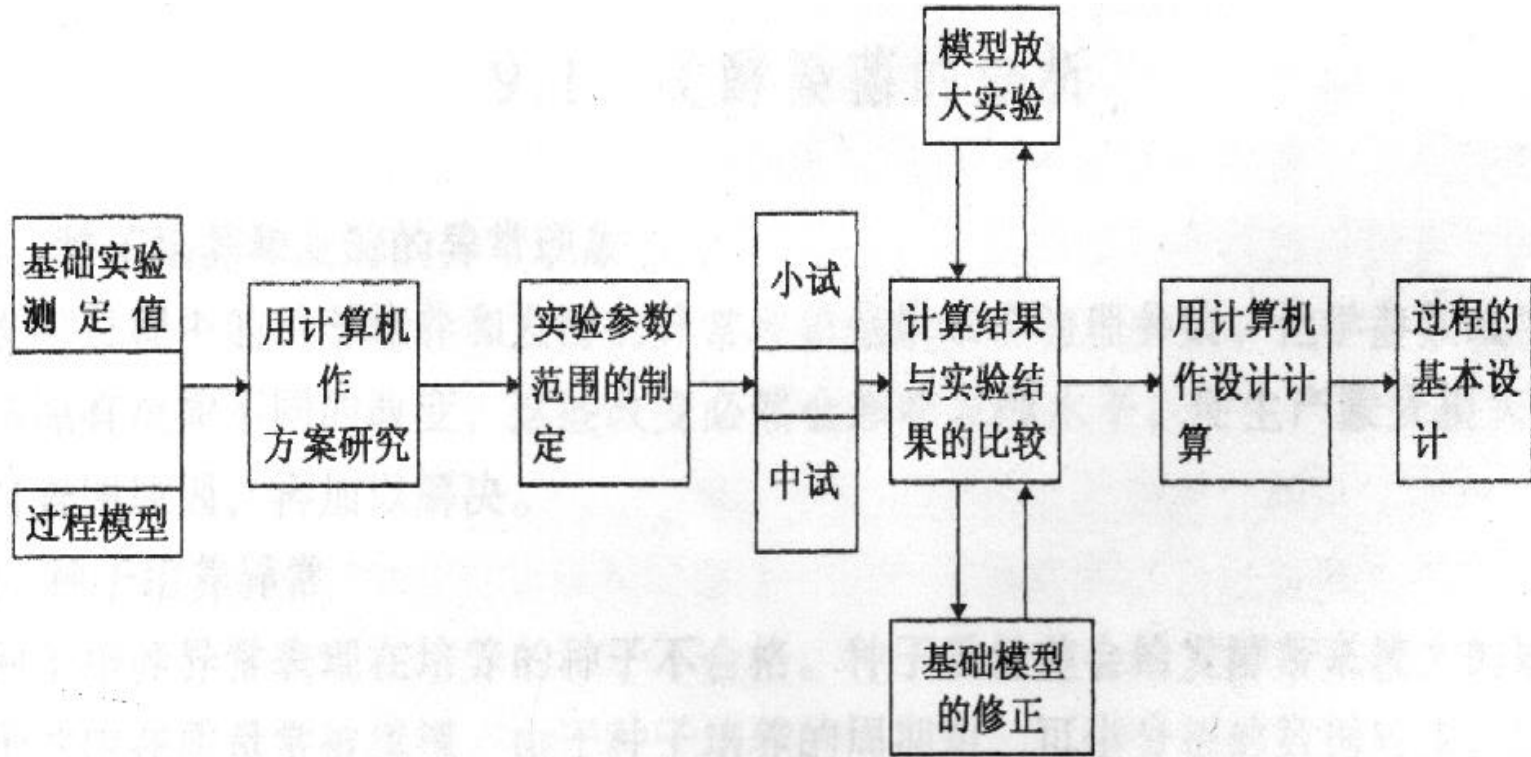 模型放
大实验
基础实验
测定值
过程模型
用计算机
作
方案研究
实验参数
范围的制
定
小试
中试
计算结果
与实验结
果的比较
用计算机
作设计计
算
过程的
基本设
计
基础模型
的修正